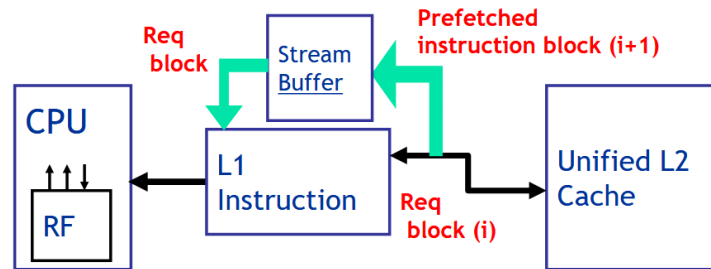 Req
block
Stream
Buffer
Prefetched
instruction block (i+1)
CPU
RF
L1
Instruction
Req
block (i)
Unified L2
Cache